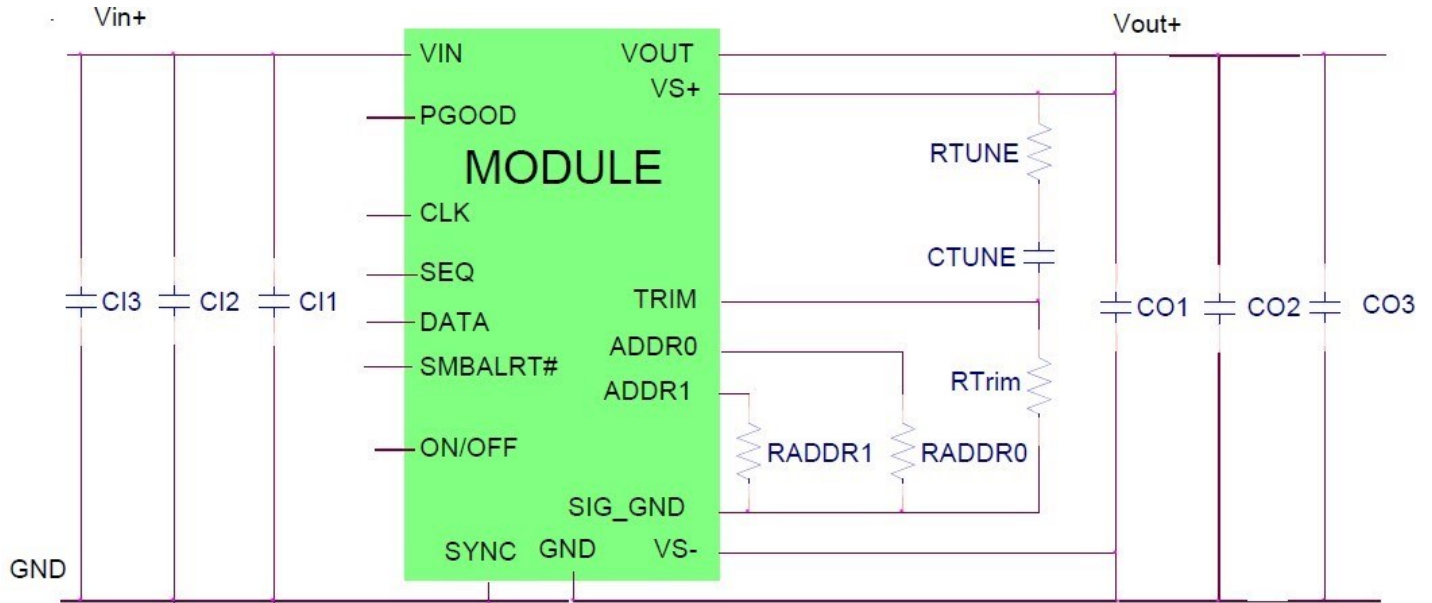 Vin+
Vout+
VIN
VOUT
VS+
PGOOD
MODULE
RTUNE
CLK
CTUNE
SEQ
TRIM
CI3
CI2
CI1
CO1
CO2
CO3
DATA
ADDR0
SMBALRT#
ADDR1
RTrim
ON/OFF
RADDR1
RADDR0
SIG_GND
SYNC
GND
VS-
GND